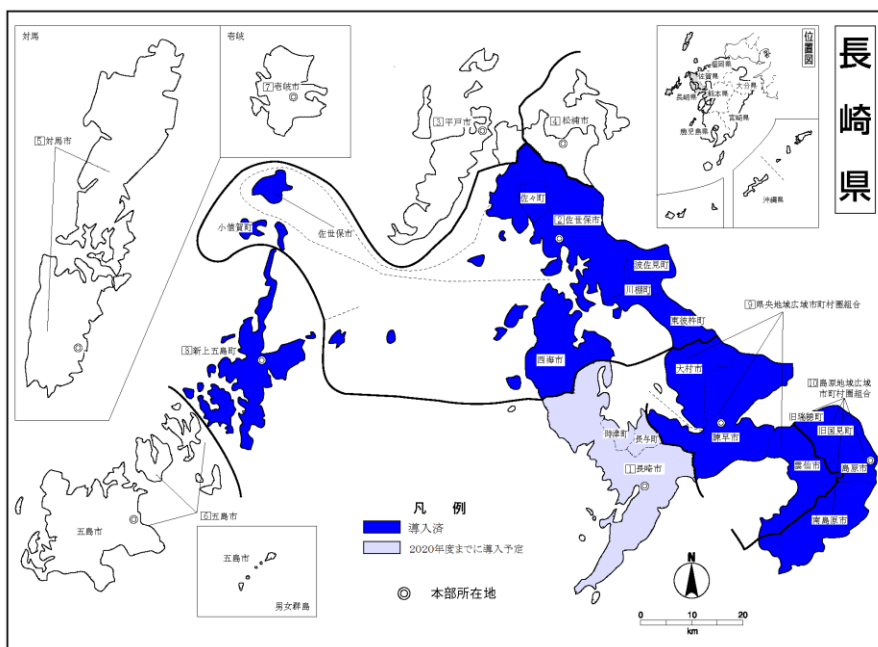 長崎県
対馬
5対馬市
壱岐
7壱岐市
3平戸市
4松浦市
位置図
福岡県
佐賀県
長崎県
大分県
熊本県
宮崎県
鹿児島県
沖縄県
佐々町
2佐世保市
小値賀町
佐世保市
波佐見町
川棚町
東彼杵町
9県央地域広域市町村圏組合
8新上五島町
西海市
大村市
10島原地域広域
市町村圏組合
旧瑞穂町
旧国見町
時津町
長与町
諫早市
雲仙市
島原市
1長崎市
南島原市
五島市
6五島市
五島市
男女群島
凡 例
導入済
2020年度までに導入予定
本部所在地
N
0 10 20
km